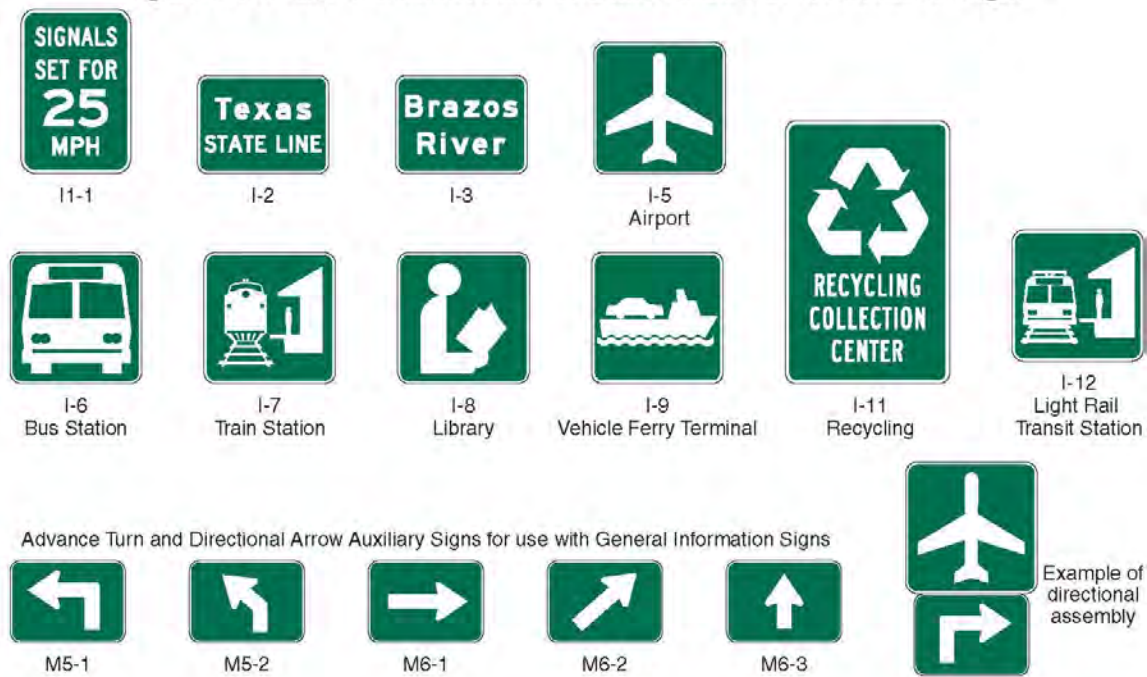 SIGNALS
SET FOR
25
MPH
I1-1
Texas
STATE LINE
I-2
Brazos
River
I-3
I-5
Airport
I-6
Bus Station
I-7
Train Station
I-8
Library
I-9
Vehicle Ferry Terminal
RECYCLING
COLLECTION
CENTER
I-11
Recycling
I-12
Light Rail
Transit Station
Advance Turn and Directional Arrow Auxiliary Signs for use with General Information Signs
M5-1
M5-2
M6-1
M6-2
M6-3
Example of
directional
assembly